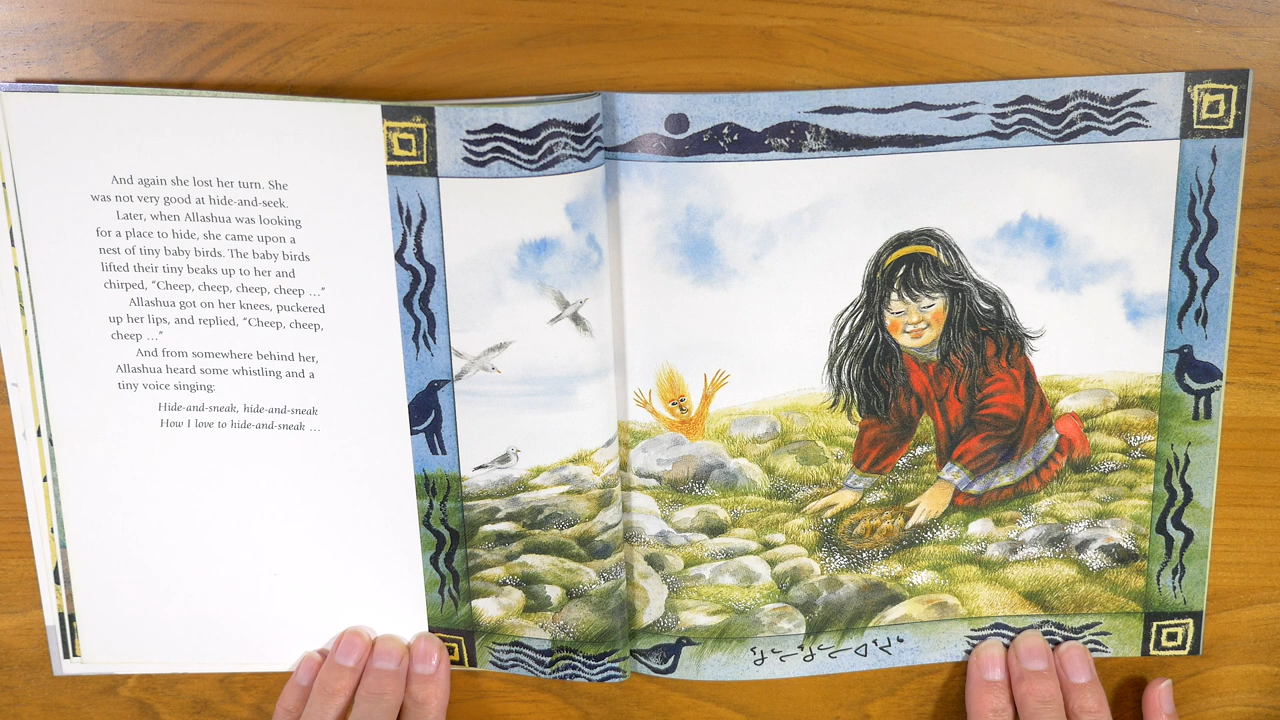 And again she lost her turn. She
was not very good at hide-and-seek.
Later, when Allashua was looking
for a place to hide, she came upon a
nest of tiny baby birds. The baby birds
lifted their tiny beaks up to her and
chirped, “Cheep, cheep, cheep, cheep …”
Allashua got on her knees, puckered
up her lips, and replied, “Cheep, cheep,
cheep …”
And from somewhere behind her,
Allashua heard some whistling and a
tiny voice singing:
Hide-and-sneak, hide-and-sneak
How I love to hide-and-sneak …